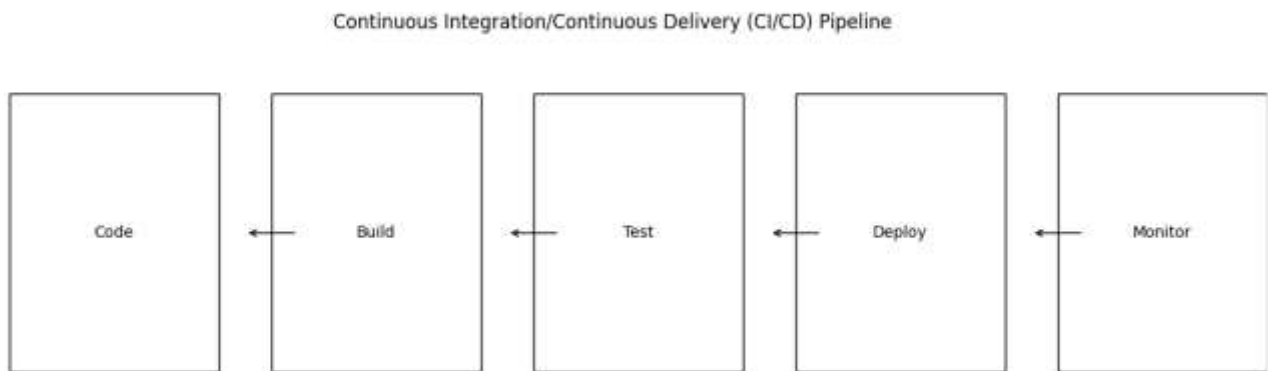 Continuous Integration/Continuous Delivery (CI/CD) Pipeline
Code
Build
Test
Deploy
Monitor